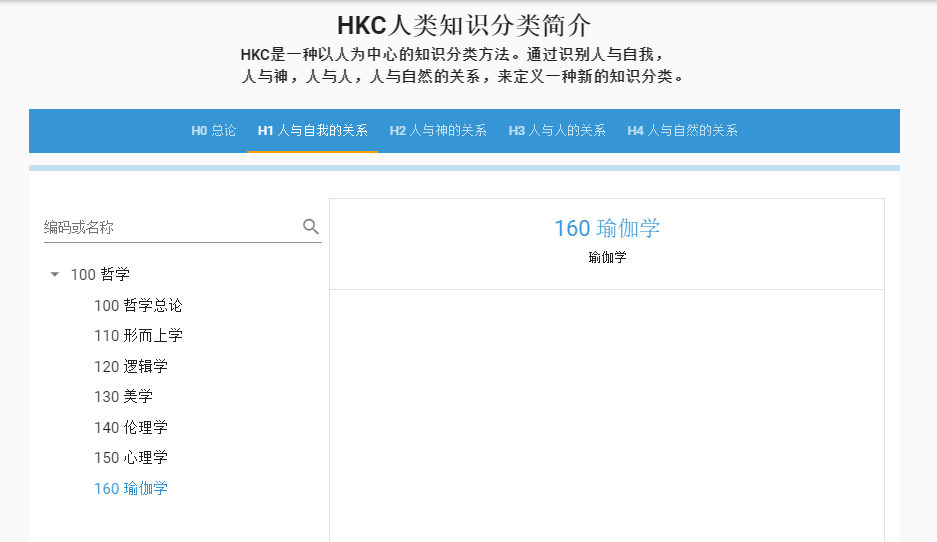 HKC人类知识分类简介
HKC是一种以人为中心的知识分类方法。通过识别人与自我，
人与神，人与人，人与自然的关系，来定义一种新的知识分类。
H0 总论 H1 人与自我的关系 H2 人与神的关系 H3 人与人的关系 H4 人与自然的关系
编码或名称
100 哲学
100 哲学总论
110 形而上学
120 逻辑学
130 美学
140 伦理学
150 心理学
160 瑜伽学
160 瑜伽学
瑜伽学